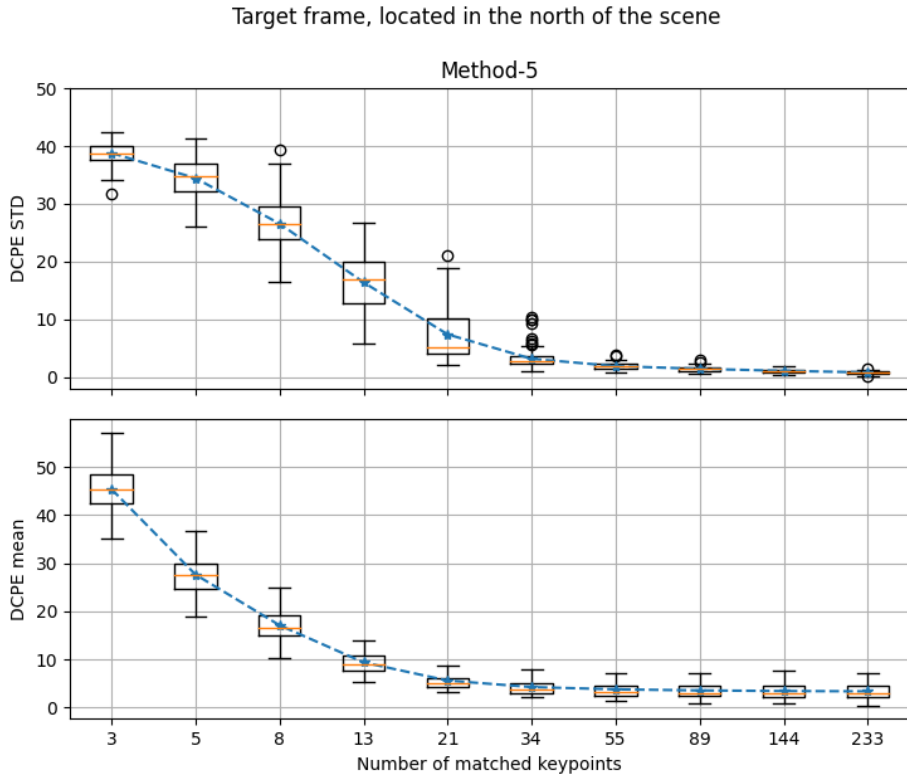 Target frame, located in the north of the scene
Method-5
50
40
30
20
10
0
DCPE STD
50
40
30
20
10
0
DCPE mean
3 5 8 13 21 34 55 89 144 233
Number of matched keypoints